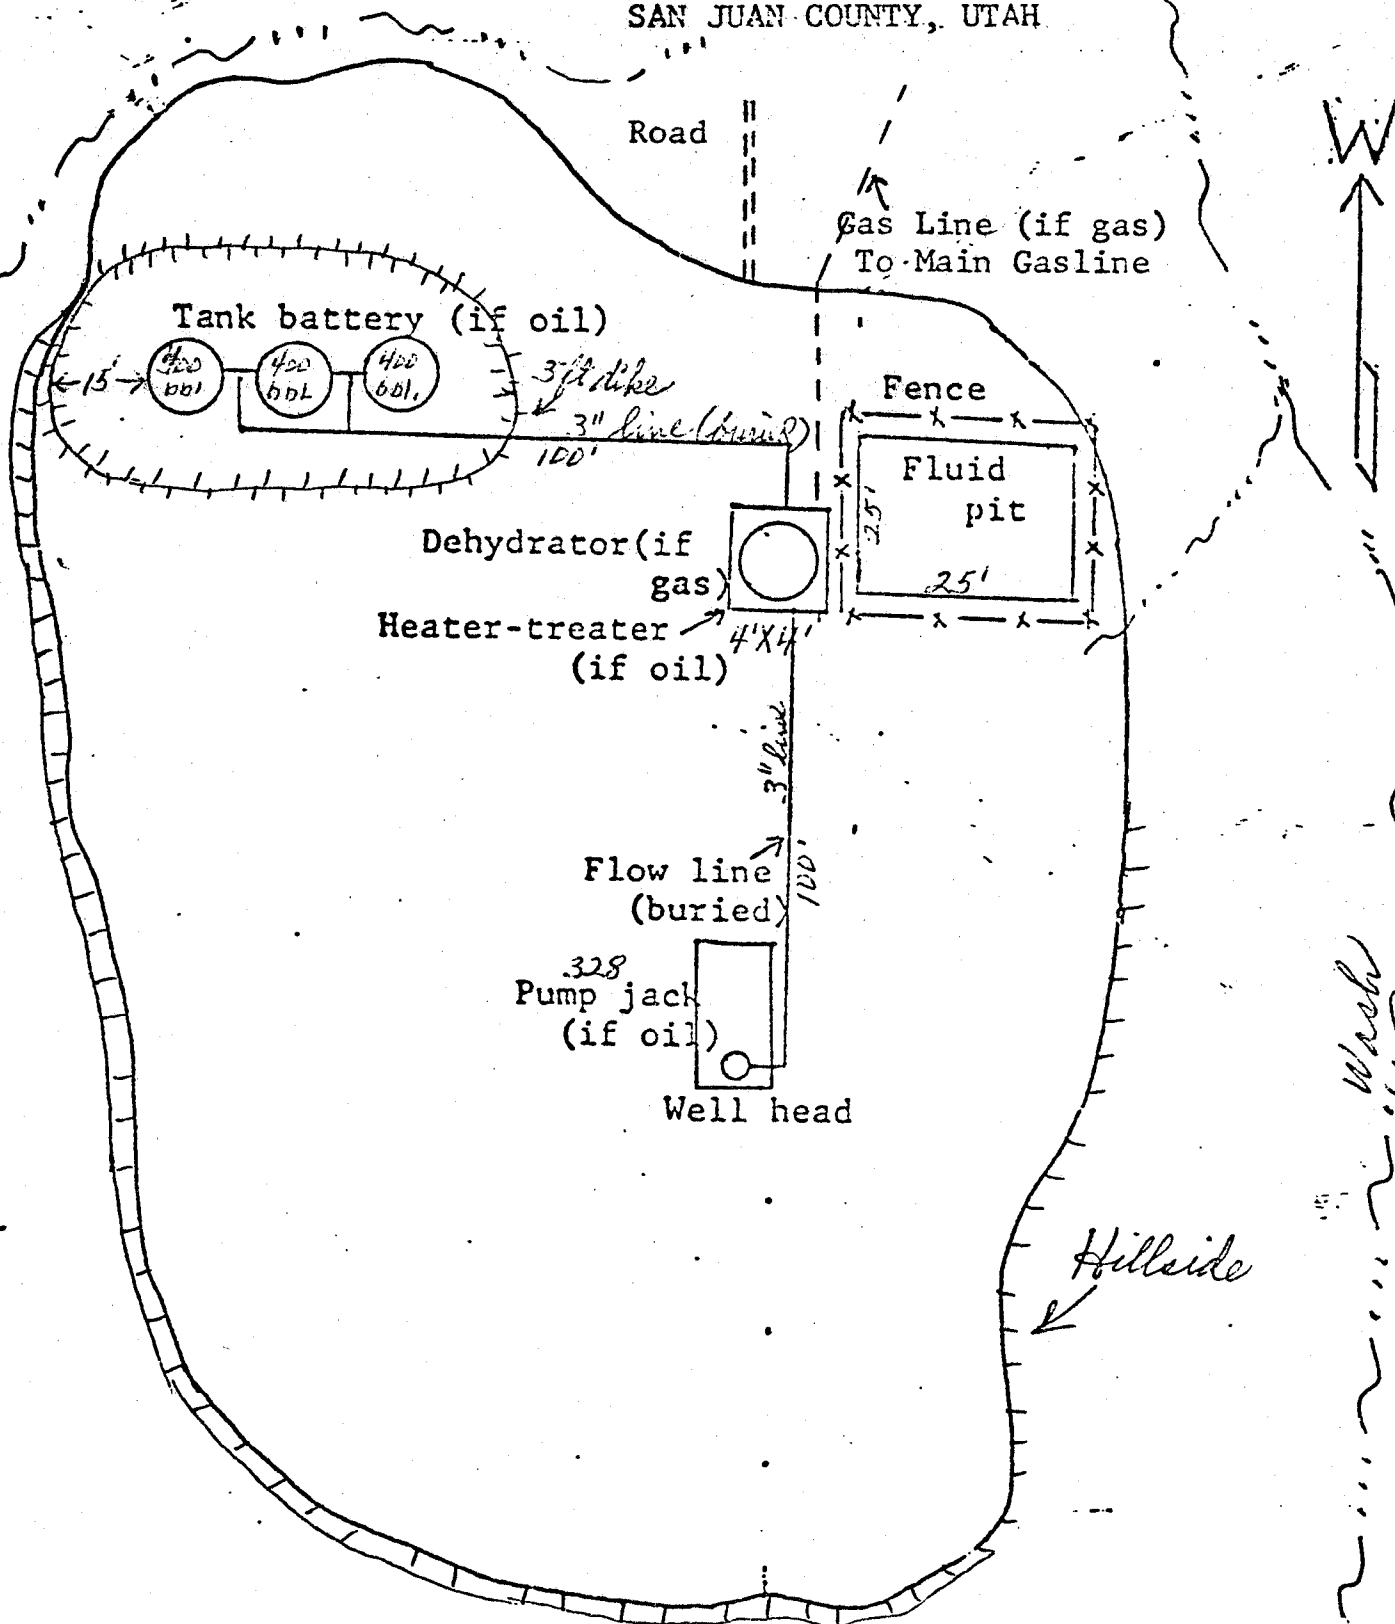 SAN JUAN COUNTY, UTAH
Road
W
Gas Line (if gas)
To Main Gasline
Tank battery (if oil)
400
bbl
400
bbl
400
bbl.
15'
3 ft dike
3" line (buried)
100'
Fence
Fluid
pit
25'
25'
Dehydrator(if
gas)
Heater-treater
(if oil)
4'X4'
3" line
Flow line
(buried)
100'
328
Pump jack
(if oil)
Well head
Wash
Hillside